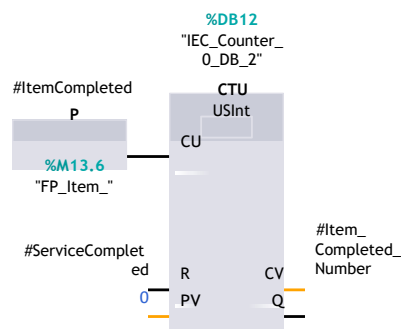 %DB12
"IEC_Counter_
0_DB_2"
#ItemCompleted
P
%M13.6
"FP_Item_"
CTU
USInt
CU
#ServiceComplet
ed
R
0
PV
CV
Q
#Item_
Completed_
Number